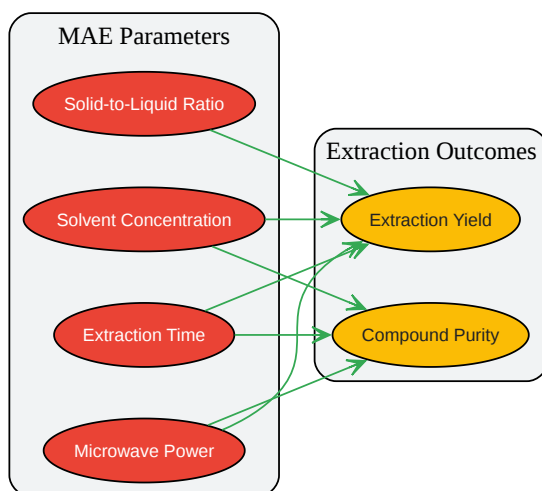 MAE Parameters
Solid-to-Liquid Ratio
Solvent Concentration
Extraction Time
Microwave Power
Extraction Outcomes
Extraction Yield
Compound Purity